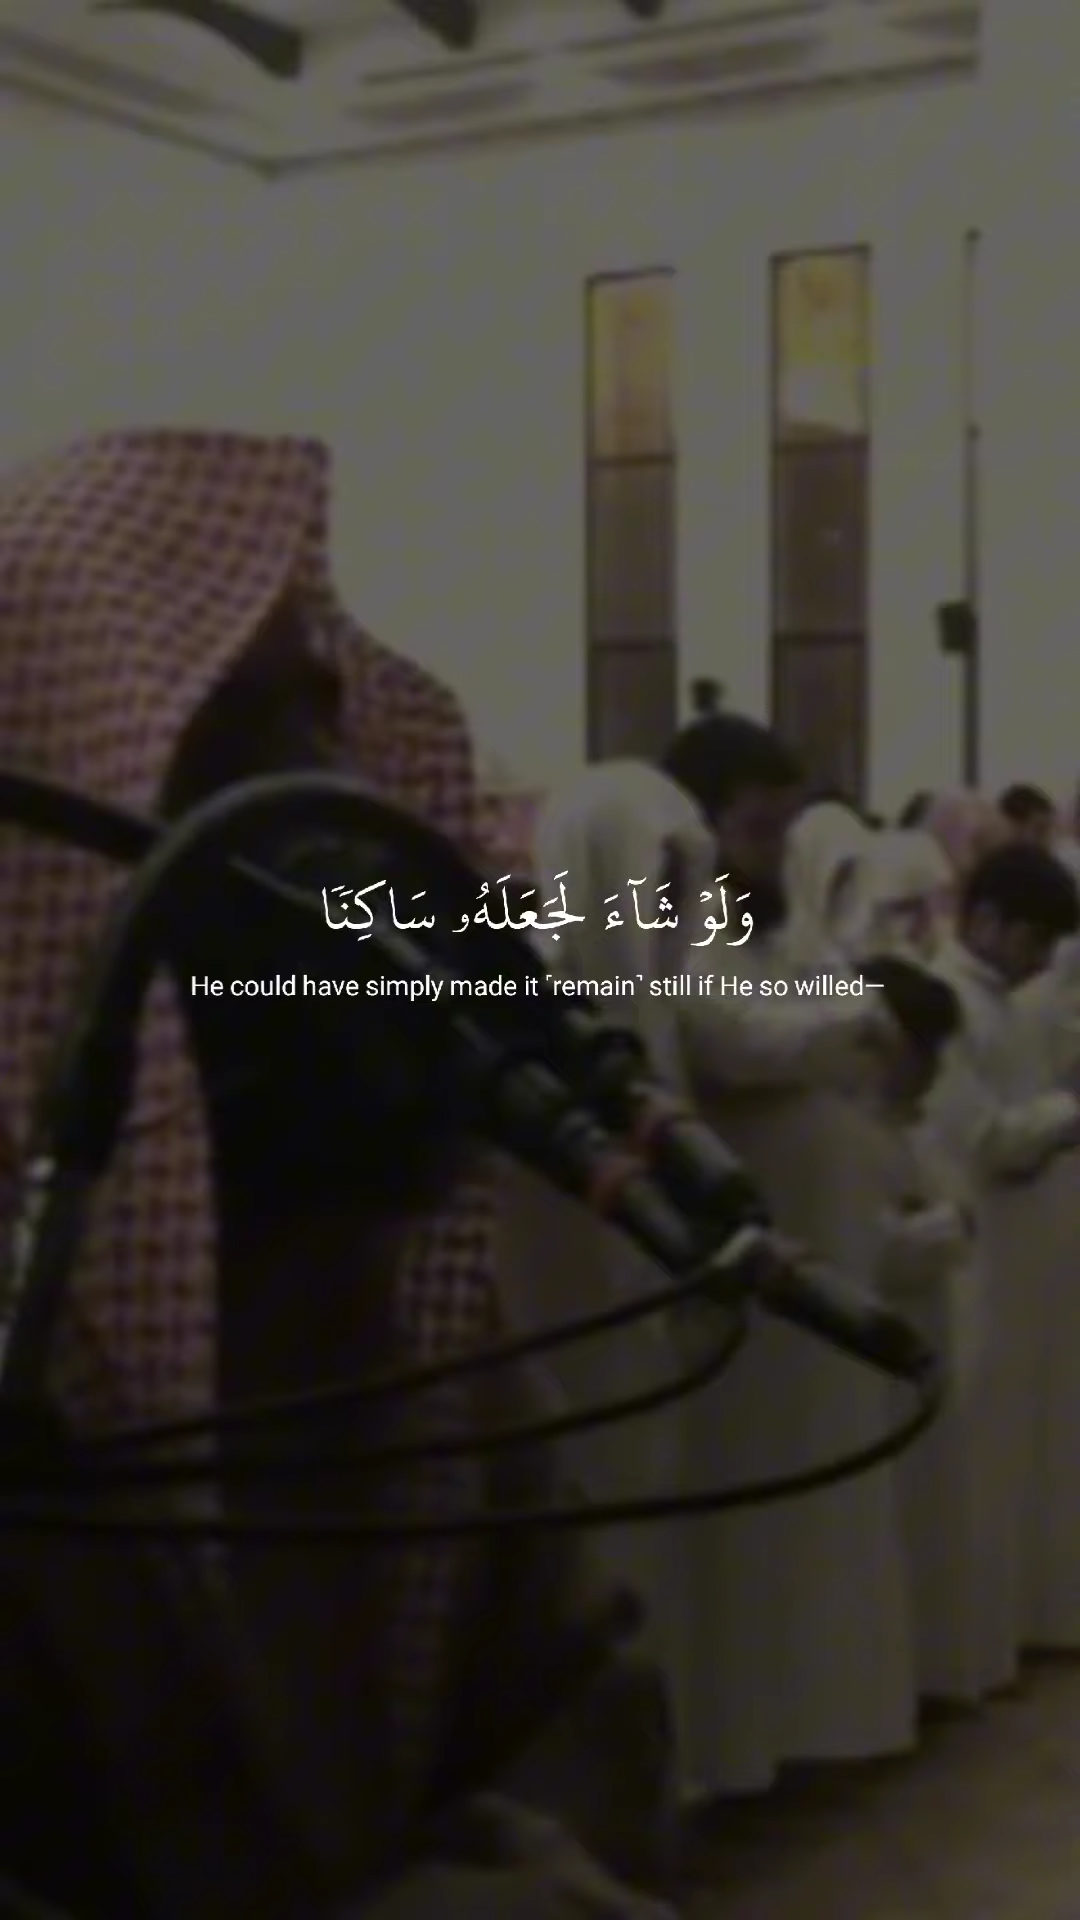 وَلَوْ شَآءَ لَجَعَلَهُۥ سَاكِنًۭا
He could have simply made it ˹remain˺ still if He so willed—